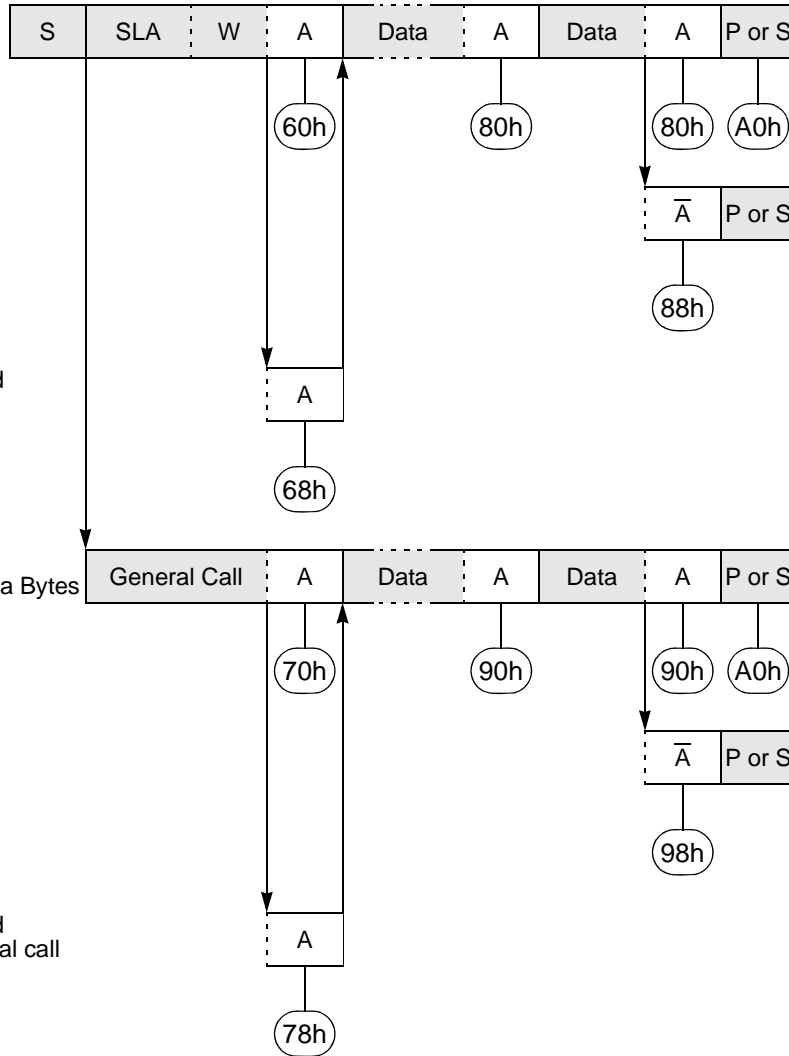 S SLA W A Data A Data A P or S
60h 80h 80h A0h
A P or S
88h
A
68h
a Bytes General Call A Data A Data A P or S
70h 90h 90h A0h
A P or S
98h
d
al call A
78h